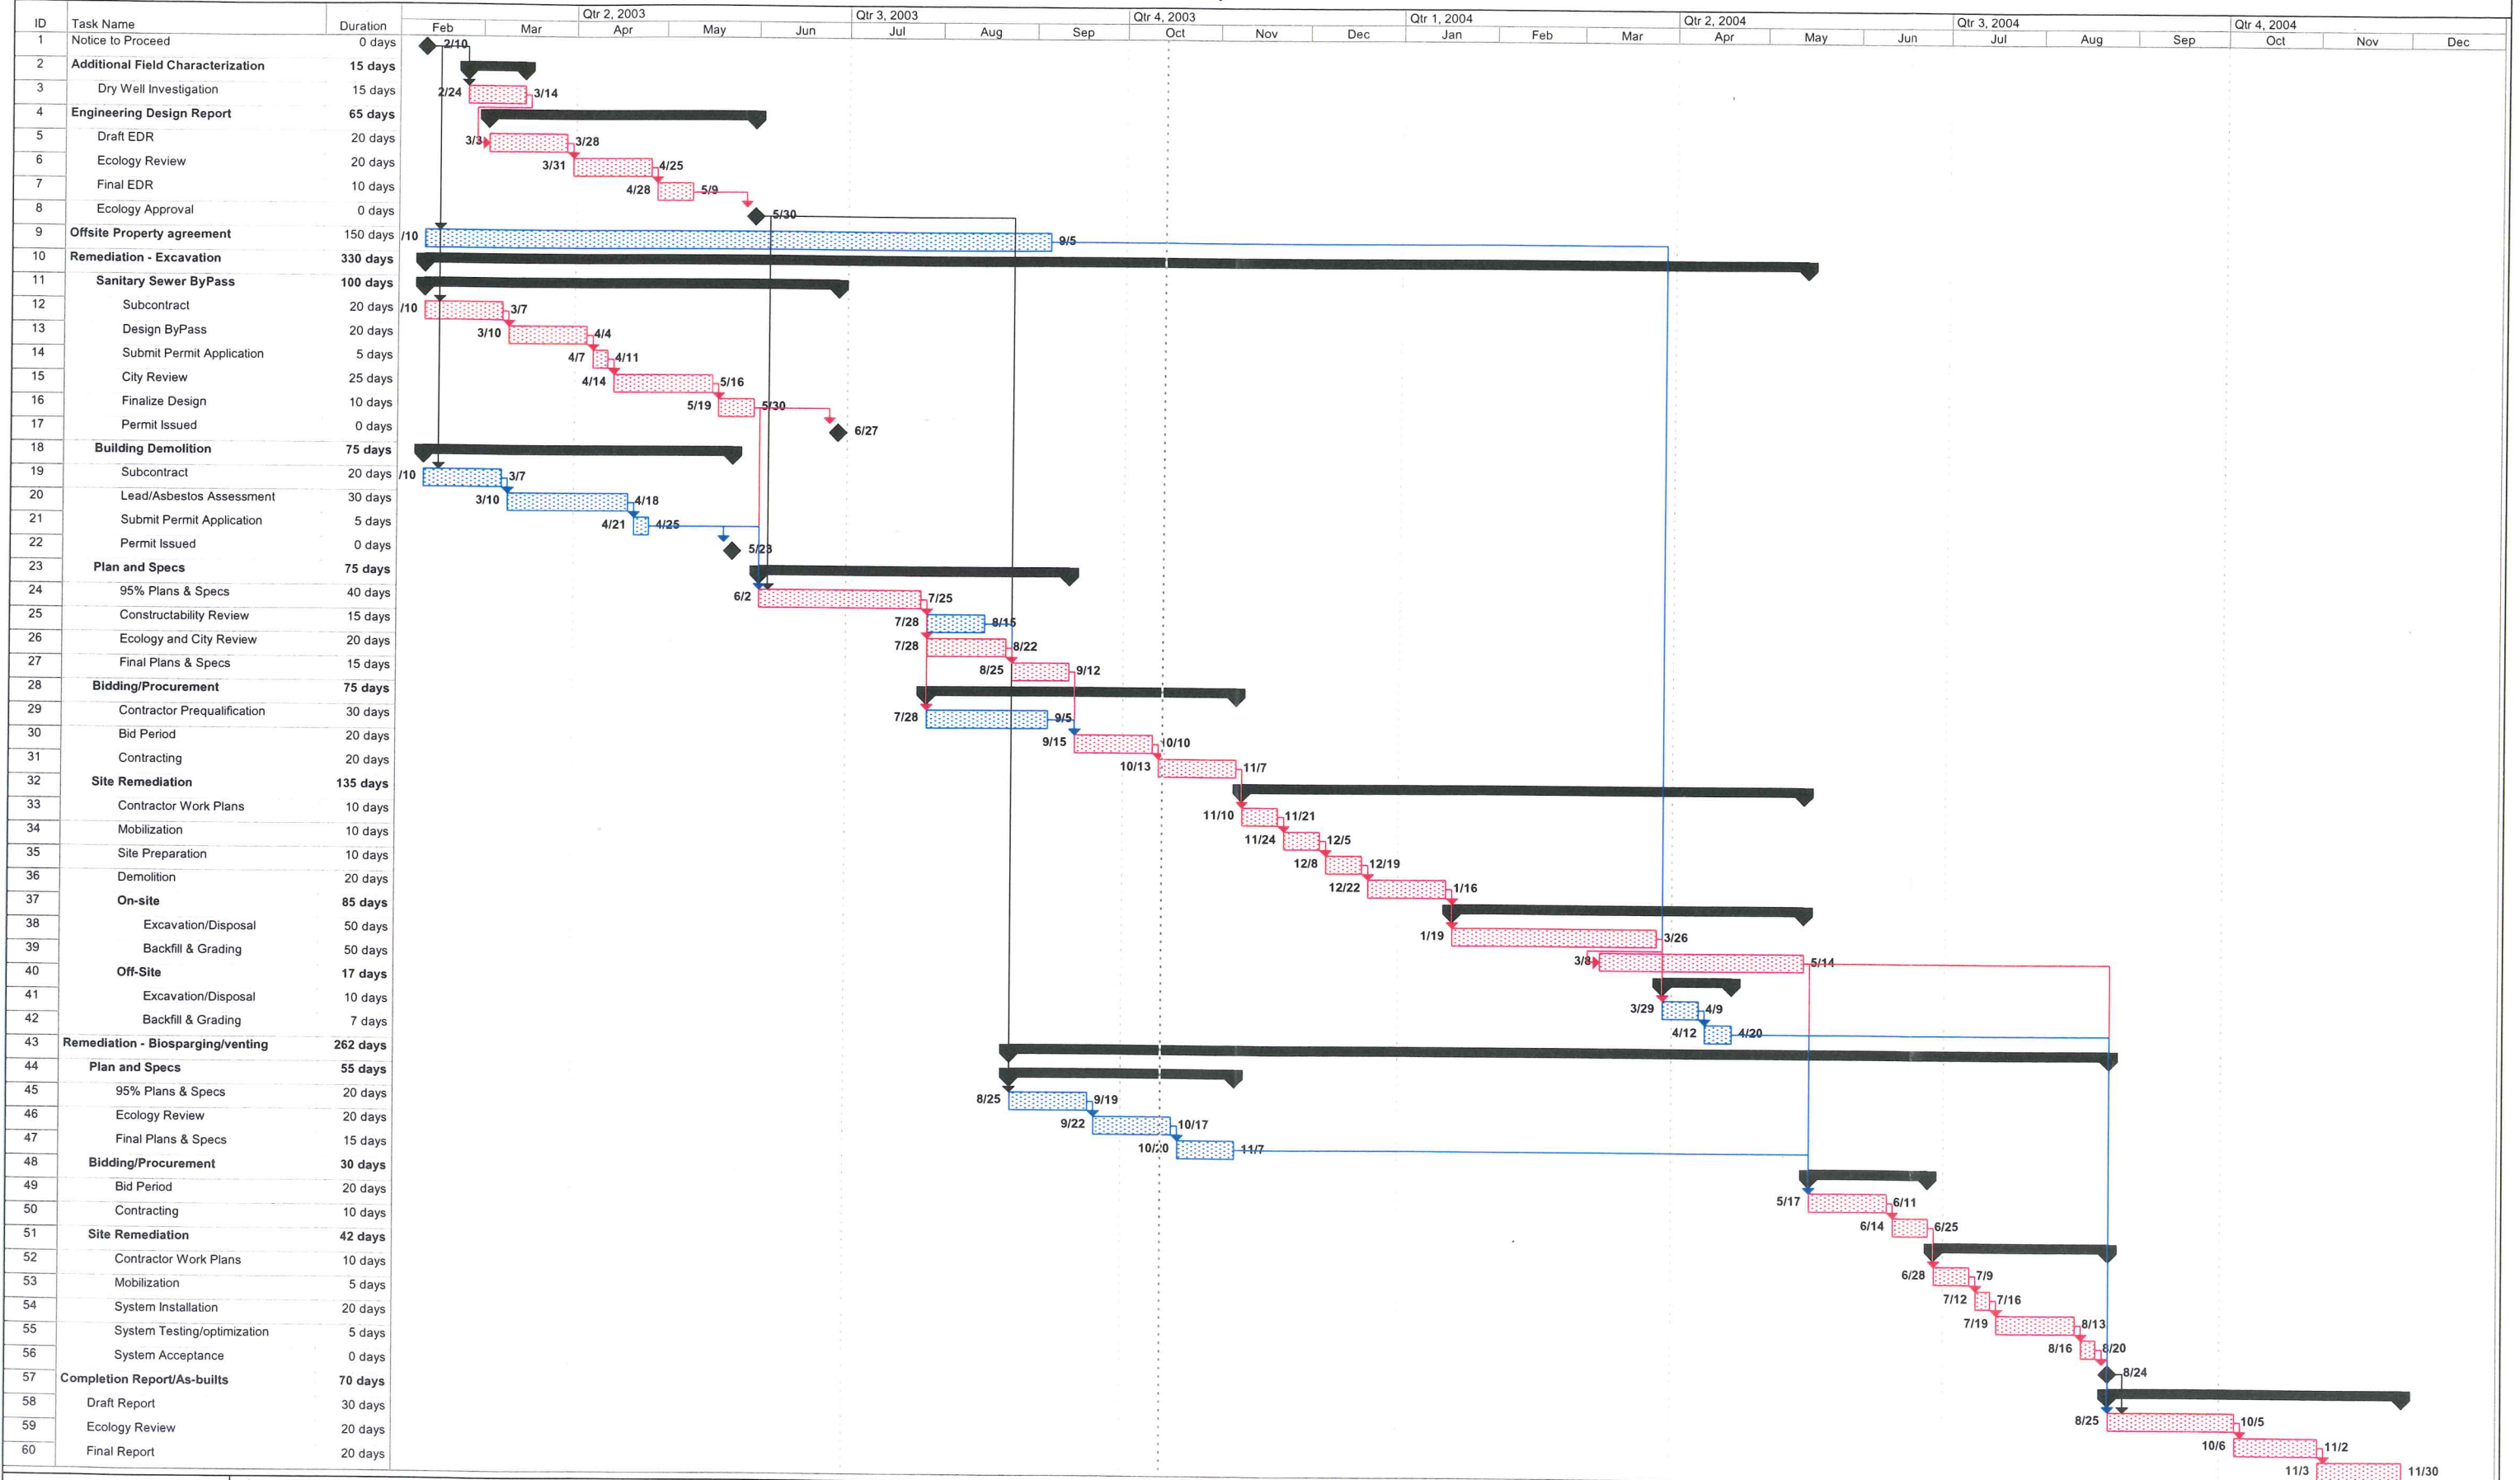 Qtr 2, 2003 Qtr 3, 2003 Qtr 4, 2003 Qtr 1, 2004 Qtr 2, 2004 Qtr 3, 2004 Qtr 4, 2004
ID Task Name Duration Feb Mar Apr May Jun Jul Aug Sep Oct Nov Dec Jan Feb Mar Apr May Jun Jul Aug Sep Oct Nov Dec
1 Notice to Proceed 0 days 2/10
2 Additional Field Characterization 15 days
3 Dry Well Investigation 15 days 2/24 3/14
4 Engineering Design Report 65 days
5 Draft EDR 20 days 3/3 3/28
6 Ecology Review 20 days 3/31 4/25
7 Final EDR 10 days 4/28 5/9
8 Ecology Approval 0 days 5/30
9 Offsite Property agreement 150 days /10 9/5
10 Remediation - Excavation 330 days
11 Sanitary Sewer ByPass 100 days
12 Subcontract 20 days /10 3/7
13 Design ByPass 20 days 3/10 4/4
14 Submit Permit Application 5 days 4/7 4/11
15 City Review 25 days 4/14 5/16
16 Finalize Design 10 days 5/19 5/30
17 Permit Issued 0 days 6/27
18 Building Demolition 75 days
19 Subcontract 20 days /10 3/7
20 Lead/Asbestos Assessment 30 days 3/10 4/18
21 Submit Permit Application 5 days 4/21 4/25
22 Permit Issued 0 days 5/23
23 Plan and Specs 75 days
24 95% Plans & Specs 40 days 6/2 7/25
25 Constructability Review 15 days 7/28 8/15
26 Ecology and City Review 20 days 7/28 8/22
27 Final Plans & Specs 15 days 8/25 9/12
28 Bidding/Procurement 75 days
29 Contractor Prequalification 30 days 7/28 9/5
30 Bid Period 20 days 9/15 10/10
31 Contracting 20 days 10/13 11/7
32 Site Remediation 135 days
33 Contractor Work Plans 10 days 11/10 11/21
34 Mobilization 10 days 11/24 12/5
35 Site Preparation 10 days 12/8 12/19
36 Demolition 20 days 12/22 1/16
37 On-site 85 days
38 Excavation/Disposal 50 days 1/19 3/26
39 Backfill & Grading 50 days 3/8 5/14
40 Off-Site 17 days
41 Excavation/Disposal 10 days 3/29 4/9
42 Backfill & Grading 7 days 4/12 4/20
43 Remediation - Biosparging/venting 262 days
44 Plan and Specs 55 days
45 95% Plans & Specs 20 days 8/25 9/19
46 Ecology Review 20 days 9/22 10/17
47 Final Plans & Specs 15 days 10/20 11/7
48 Bidding/Procurement 30 days
49 Bid Period 20 days 5/17 6/11
50 Contracting 10 days 6/14 6/25
51 Site Remediation 42 days
52 Contractor Work Plans 10 days 6/28 7/9
53 Mobilization 5 days 7/12 7/16
54 System Installation 20 days 7/19 8/13
55 System Testing/optimization 5 days 8/16 8/20
56 System Acceptance 0 days 8/24
57 Completion Report/As-builts 70 days
58 Draft Report 30 days 8/25 10/5
59 Ecology Review 20 days 10/6 11/2
60 Final Report 20 days 11/3 11/30